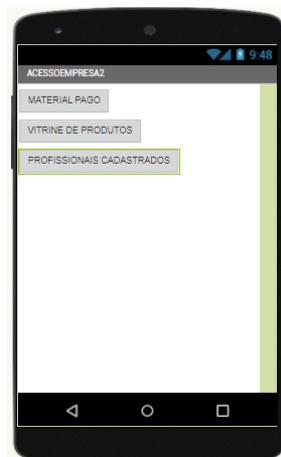 9:48
ACESSOEMPRESA2
MATERIAL PAGO
VITRINE DE PRODUTOS
PROFISSIONAIS CADASTRADOS